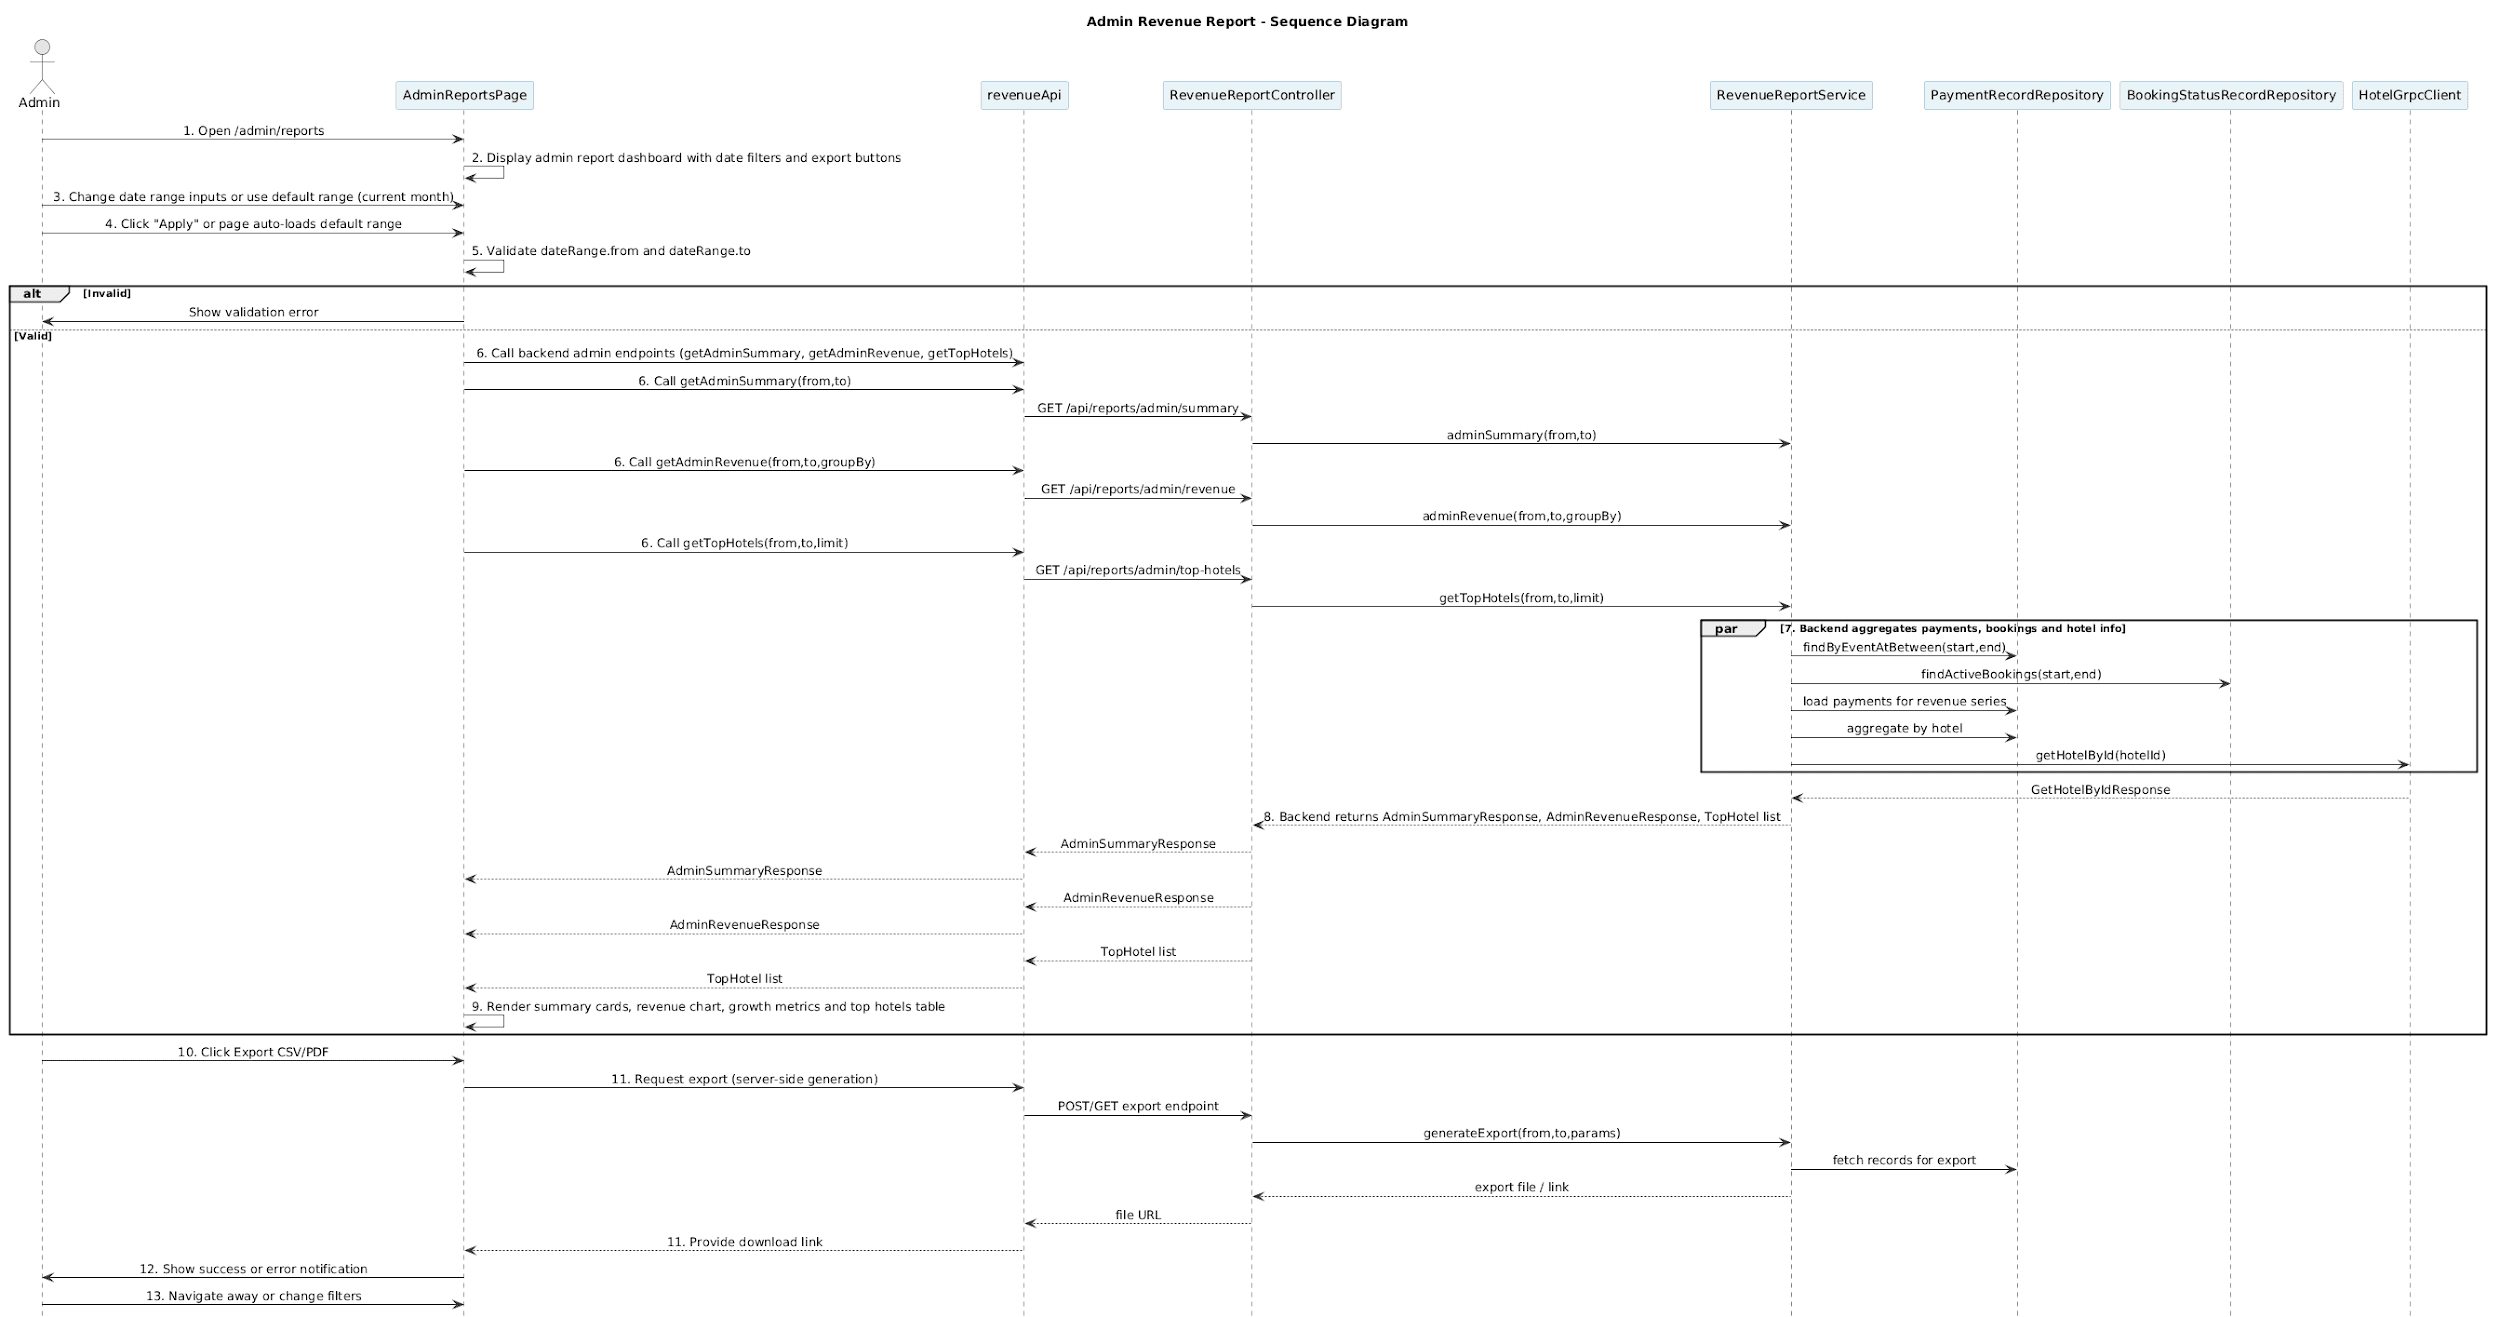 Admin Revenue Report - Sequence Diagram
Admin
AdminReportsPage
revenueApi
RevenueReportController
RevenueReportService
PaymentRecordRepository
BookingStatusRecordRepository
HotelGrpcClient
1. Open /admin/reports
2. Display admin report dashboard with date filters and export buttons
3. Change date range inputs or use default range (current month)
4. Click "Apply" or page auto-loads default range
5. Validate dateRange.from and dateRange.to
alt [Invalid]
Show validation error
[Valid]
6. Call backend admin endpoints (getAdminSummary, getAdminRevenue, getTopHotels)
6. Call getAdminSummary(from,to)
GET /api/reports/admin/summary
adminSummary(from,to)
6. Call getAdminRevenue(from,to,groupBy)
GET /api/reports/admin/revenue
adminRevenue(from,to,groupBy)
6. Call getTopHotels(from,to,limit)
GET /api/reports/admin/top-hotels
getTopHotels(from,to,limit)
par [7. Backend aggregates payments, bookings and hotel info]
findByEventAtBetween(start,end)
findActiveBookings(start,end)
load payments for revenue series
aggregate by hotel
getHotelById(hotelId)
GetHotelByIdResponse
8. Backend returns AdminSummaryResponse, AdminRevenueResponse, TopHotel list
AdminSummaryResponse
AdminSummaryResponse
AdminRevenueResponse
AdminRevenueResponse
TopHotel list
TopHotel list
9. Render summary cards, revenue chart, growth metrics and top hotels table
10. Click Export CSV/PDF
11. Request export (server-side generation)
POST/GET export endpoint
generateExport(from,to,params)
fetch records for export
export file / link
file URL
11. Provide download link
12. Show success or error notification
13. Navigate away or change filters